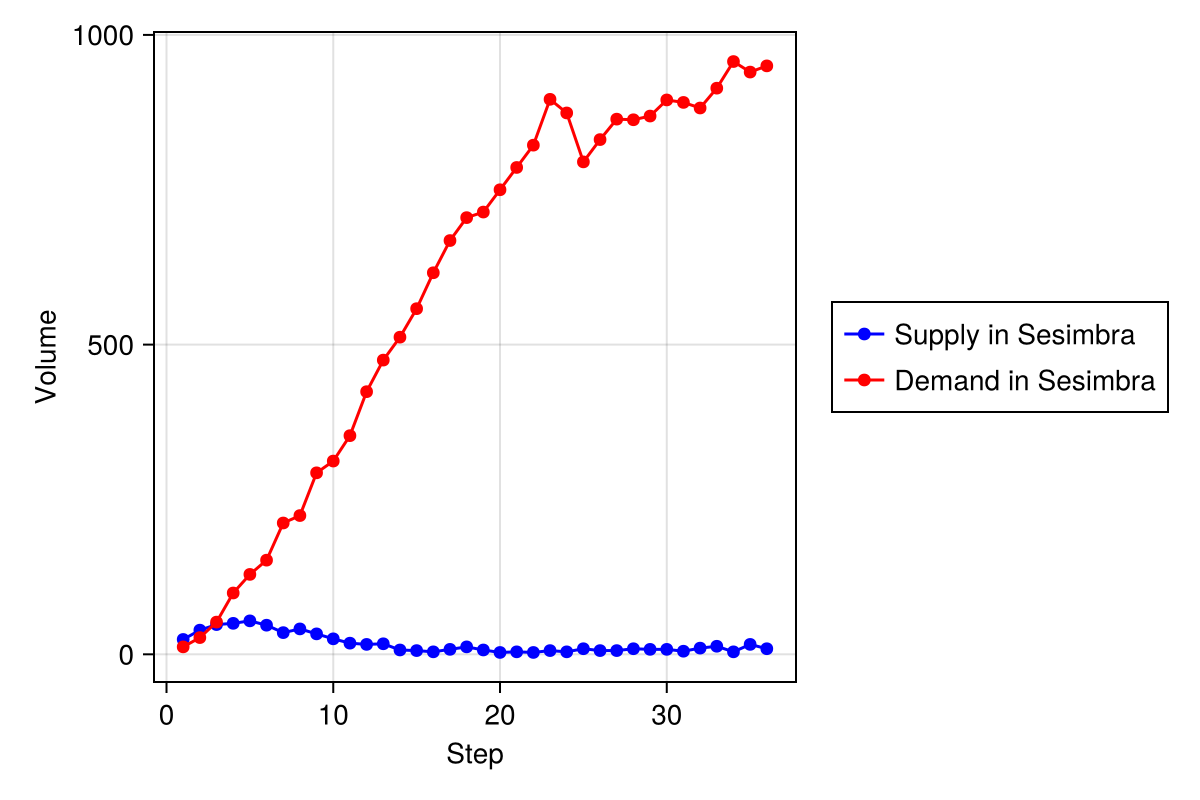 1000
500
0
Volume
0 10 20 30
Step
Supply in Sesimbra
Demand in Sesimbra